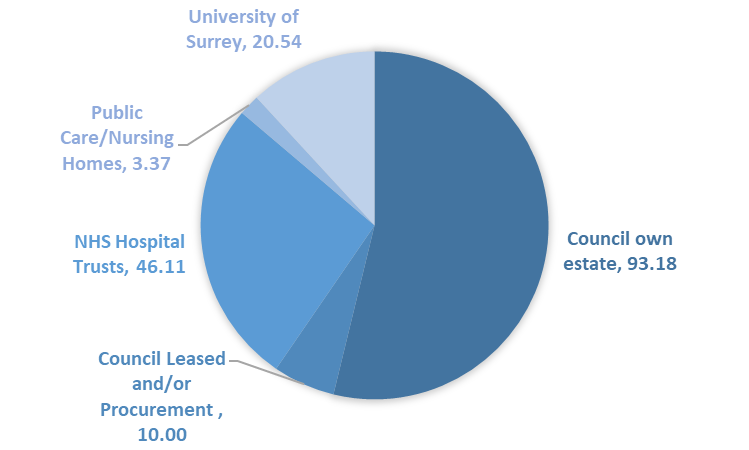 University of
Surrey, 20.54
Public
Care/Nursing
Homes, 3.37
NHS Hospital
Trusts, 46.11
Council own
estate, 93.18
Council Leased
and/or
Procurement ,
10.00